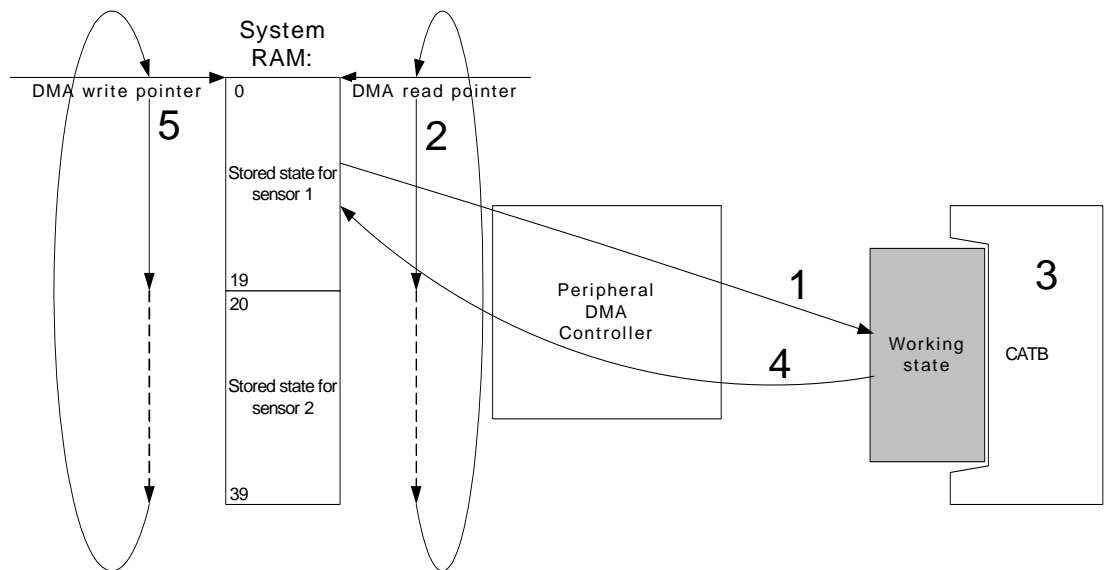 System
RAM:
DMA write pointer
0
DMA read pointer
5
2
Stored state for
sensor 1
19
20
Stored state for
sensor 2
39
Peripheral
DMA
Controller
1
4
Working
state
3
CATB